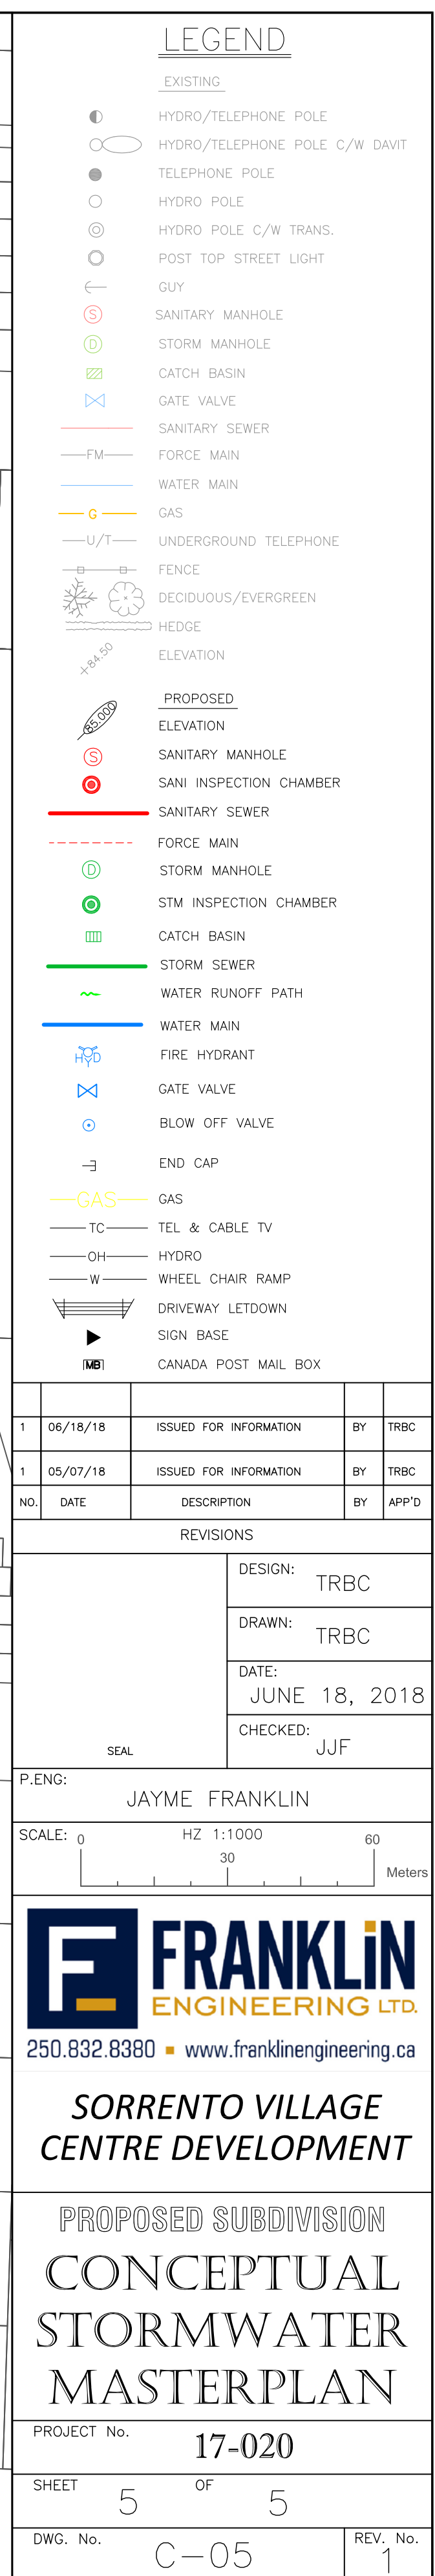 LEGEND
EXISTING
HYDRO/TELEPHONE POLE
HYDRO/TELEPHONE POLE C/W DAVIT
TELEPHONE POLE
HYDRO POLE
HYDRO POLE C/W TRANS.
POST TOP STREET LIGHT
GUY
S SANITARY MANHOLE
D STORM MANHOLE
CATCH BASIN
GATE VALVE
SANITARY SEWER
FM FORCE MAIN
WATER MAIN
G GAS
U/T UNDERGROUND TELEPHONE
FENCE
DECIDUOUS/EVERGREEN
HEDGE
+84.50 ELEVATION
PROPOSED
85.000 ELEVATION
S SANITARY MANHOLE
SANI INSPECTION CHAMBER
SANITARY SEWER
FORCE MAIN
D STORM MANHOLE
STM INSPECTION CHAMBER
CATCH BASIN
STORM SEWER
WATER RUNOFF PATH
WATER MAIN
HYD FIRE HYDRANT
GATE VALVE
BLOW OFF VALVE
END CAP
GAS GAS
TC TEL & CABLE TV
OH HYDRO
W WHEEL CHAIR RAMP
DRIVEWAY LETDOWN
SIGN BASE
MB CANADA POST MAIL BOX
1 06/18/18 ISSUED FOR INFORMATION BY TRBC
1 05/07/18 ISSUED FOR INFORMATION BY TRBC
NO. DATE DESCRIPTION BY APP'D
REVISIONS
DESIGN: TRBC
DRAWN: TRBC
DATE:
JUNE 18, 2018
CHECKED:
JJF
SEAL
P.ENG:
JAYME FRANKLIN
SCALE: HZ 1:1000
0 30 60
Meters
F FRANKLIN
ENGINEERING LTD.
250.832.8380 ▪ www.franklinengineering.ca
SORRENTO VILLAGE
CENTRE DEVELOPMENT
PROPOSED SUBDIVISION
CONCEPTUAL
STORMWATER
MASTERPLAN
PROJECT No. 17-020
SHEET 5 OF 5
DWG. No. C-05 REV. No. 1